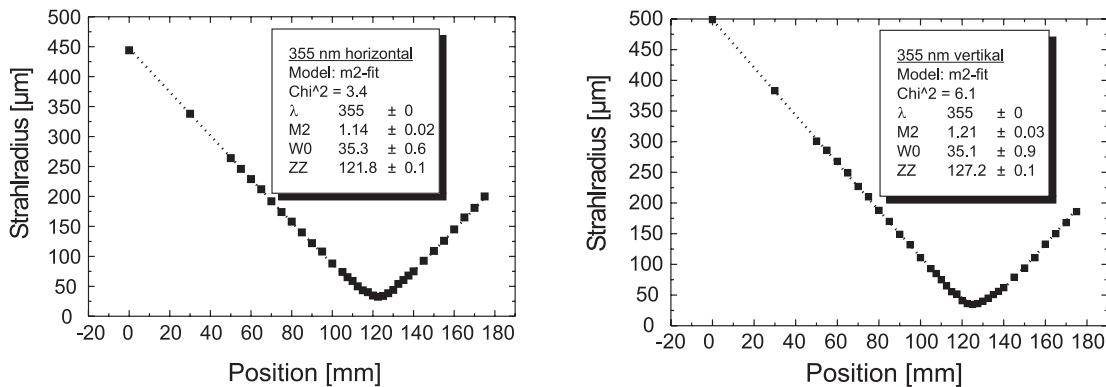 500
450
400
350
300
250
200
150
100
50
0
Strahlradius [µm]
-20 0 20 40 60 80 100 120 140 160 180
Position [mm]
355 nm horizontal
Model: m2-fit
Chi^2 = 3.4
λ 355 ± 0
M2 1.14 ± 0.02
W0 35.3 ± 0.6
ZZ 121.8 ± 0.1
500
450
400
350
300
250
200
150
100
50
0
Strahlradius [µm]
-20 0 20 40 60 80 100 120 140 160 180
Position [mm]
355 nm vertikal
Model: m2-fit
Chi^2 = 6.1
λ 355 ± 0
M2 1.21 ± 0.03
W0 35.1 ± 0.9
ZZ 127.2 ± 0.1